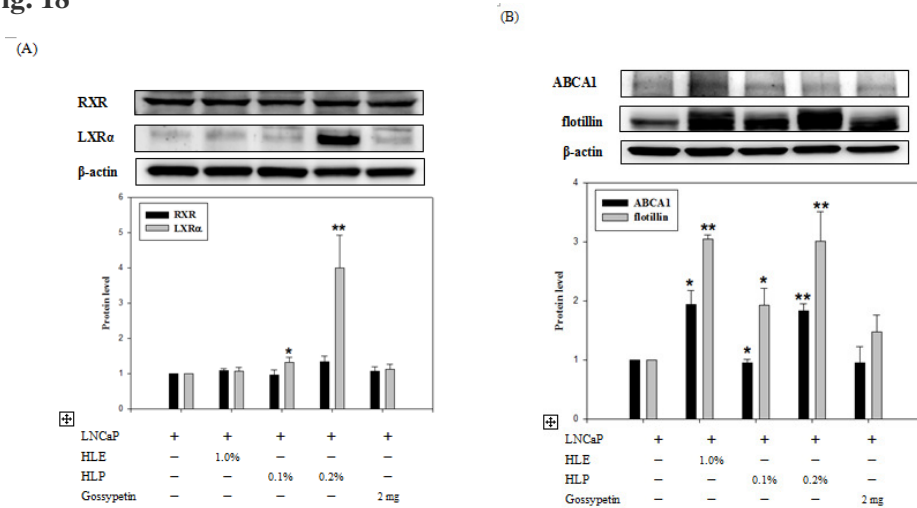 ig. 18
(A)
RXR
LXRα
β-actin
6
5
4
3
2
1
0
Protein level
RXR
LXRα
*
**
LNCaP + + + + +
HLE − 1.0% − − −
HLP − − 0.1% 0.2% −
Gossypetin − − − − 2 mg
(B)
ABCA1
flotillin
β-actin
4
3
2
1
0
Protein level
ABCA1
flotillin
*
**
*
*
**
**
LNCaP + + + + +
HLE − 1.0% − − −
HLP − − 0.1% 0.2% −
Gossypetin − − − − 2 mg